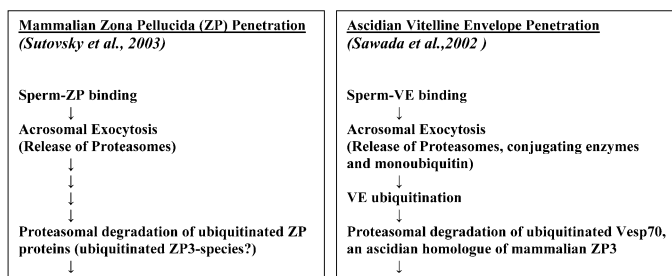 Mammalian Zona Pellucida (ZP) Penetration
(Sutovsky et al., 2003)
Sperm-ZP binding
↓
Acrosomal Exocytosis
(Release of Proteasomes)
↓
↓
↓
↓
Proteasomal degradation of ubiquitinated ZP
proteins (ubiquitinated ZP3-species?)
↓
Ascidian Vitelline Envelope Penetration
(Sawada et al.,2002 )
Sperm-VE binding
↓
Acrosomal Exocytosis
(Release of Proteasomes, conjugating enzymes
and monoubiquitin)
↓
VE ubiquitination
↓
Proteasomal degradation of ubiquitinated Vesp70,
an ascidian homologue of mammalian ZP3
↓